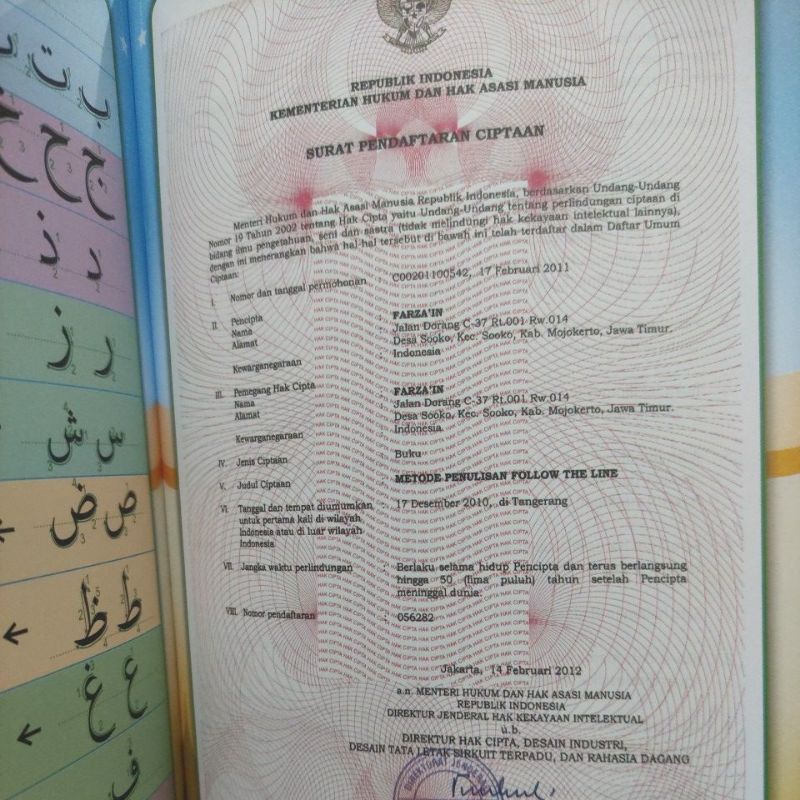 ب ت
ج ح خ
د ذ
ر ز
س ش
ص ض
ط ظ
ع غ
ف
REPUBLIK INDONESIA
KEMENTERIAN HUKUM DAN HAK ASASI MANUSIA
SURAT PENDAFTARAN CIPTAAN
Menteri Hukum dan Hak Asasi Manusia Republik Indonesia, berdasarkan Undang-Undang
Nomor 19 Tahun 2002 tentang Hak Cipta yaitu Undang-Undang tentang perlindungan ciptaan di
bidang ilmu pengetahuan, seni dan sastra (tidak melindungi hak kekayaan intelektual lainnya),
dengan ini menerangkan bahwa hal-hal tersebut di bawah ini telah terdaftar dalam Daftar Umum
Ciptaan:
I. Nomor dan tanggal permohonan : C00201100542, 17 Februari 2011
II. Pencipta
Nama : FARZA'IN
Alamat : Jalan Dorang C-37 Rt.001 Rw.014
Desa Sooko, Kec. Sooko, Kab. Mojokerto, Jawa Timur.
Kewarganegaraan : Indonesia
III. Pemegang Hak Cipta
Nama : FARZA'IN
Alamat : Jalan Dorang C-37 Rt.001 Rw.014
Desa Sooko, Kec. Sooko, Kab. Mojokerto, Jawa Timur.
Kewarganegaraan : Indonesia
IV. Jenis Ciptaan : Buku
V. Judul Ciptaan : METODE PENULISAN FOLLOW THE LINE
VI. Tanggal dan tempat diumumkan : 17 Desember 2010, di Tangerang
untuk pertama kali di wilayah
Indonesia atau di luar wilayah
Indonesia
VII. Jangka waktu perlindungan : Berlaku selama hidup Pencipta dan terus berlangsung
hingga 50 (lima puluh) tahun setelah Pencipta
meninggal dunia.
VIII. Nomor pendaftaran : 056282
Jakarta, 14 Februari 2012
a.n. MENTERI HUKUM DAN HAK ASASI MANUSIA
REPUBLIK INDONESIA
DIREKTUR JENDERAL HAK KEKAYAAN INTELEKTUAL
u.b.
DIREKTUR HAK CIPTA, DESAIN INDUSTRI,
DESAIN TATA LETAK SIRKUIT TERPADU, DAN RAHASIA DAGANG